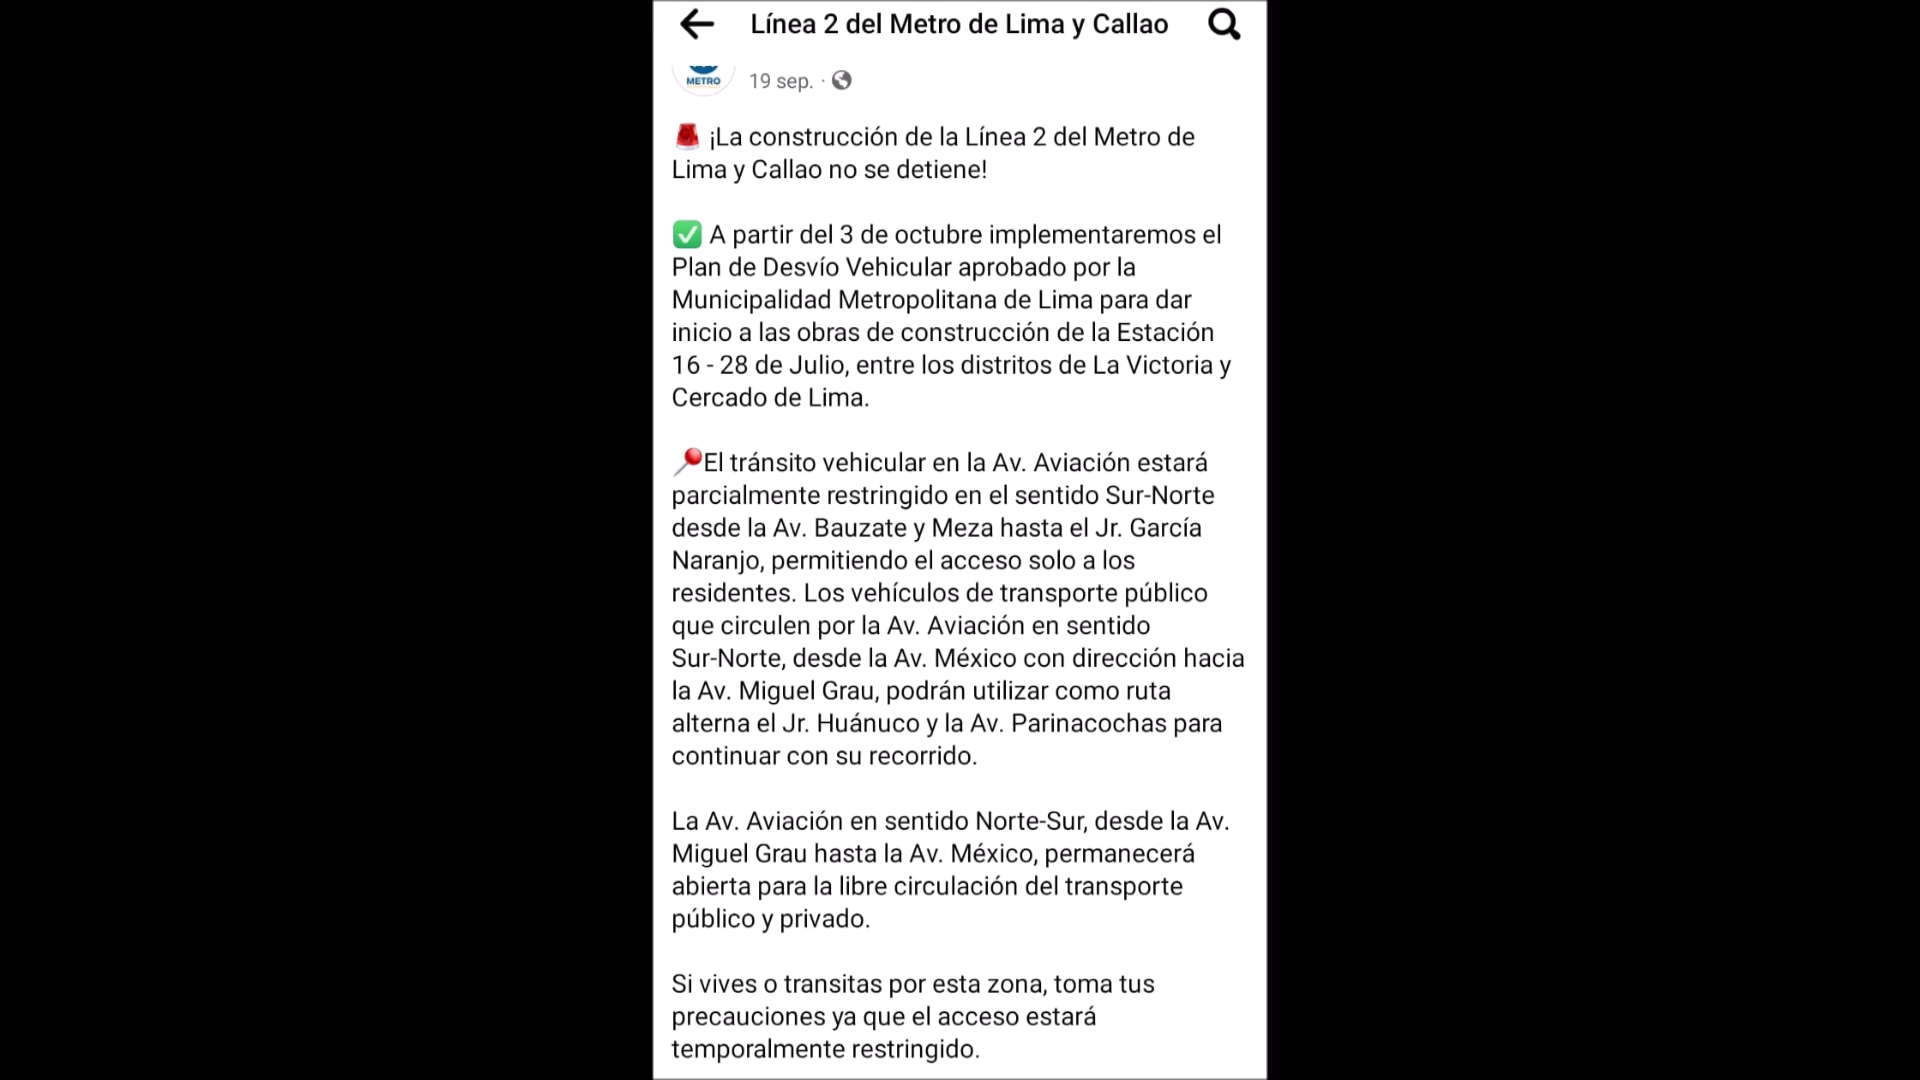 Línea 2 del Metro de Lima y Callao
METRO
19 sep. ·
🚨 ¡La construcción de la Línea 2 del Metro de
Lima y Callao no se detiene!
✅ A partir del 3 de octubre implementaremos el
Plan de Desvío Vehicular aprobado por la
Municipalidad Metropolitana de Lima para dar
inicio a las obras de construcción de la Estación
16 - 28 de Julio, entre los distritos de La Victoria y
Cercado de Lima.
📍El tránsito vehicular en la Av. Aviación estará
parcialmente restringido en el sentido Sur-Norte
desde la Av. Bauzate y Meza hasta el Jr. García
Naranjo, permitiendo el acceso solo a los
residentes. Los vehículos de transporte público
que circulen por la Av. Aviación en sentido
Sur-Norte, desde la Av. México con dirección hacia
la Av. Miguel Grau, podrán utilizar como ruta
alterna el Jr. Huánuco y la Av. Parinacochas para
continuar con su recorrido.
La Av. Aviación en sentido Norte-Sur, desde la Av.
Miguel Grau hasta la Av. México, permanecerá
abierta para la libre circulación del transporte
público y privado.
Si vives o transitas por esta zona, toma tus
precauciones ya que el acceso estará
temporalmente restringido.